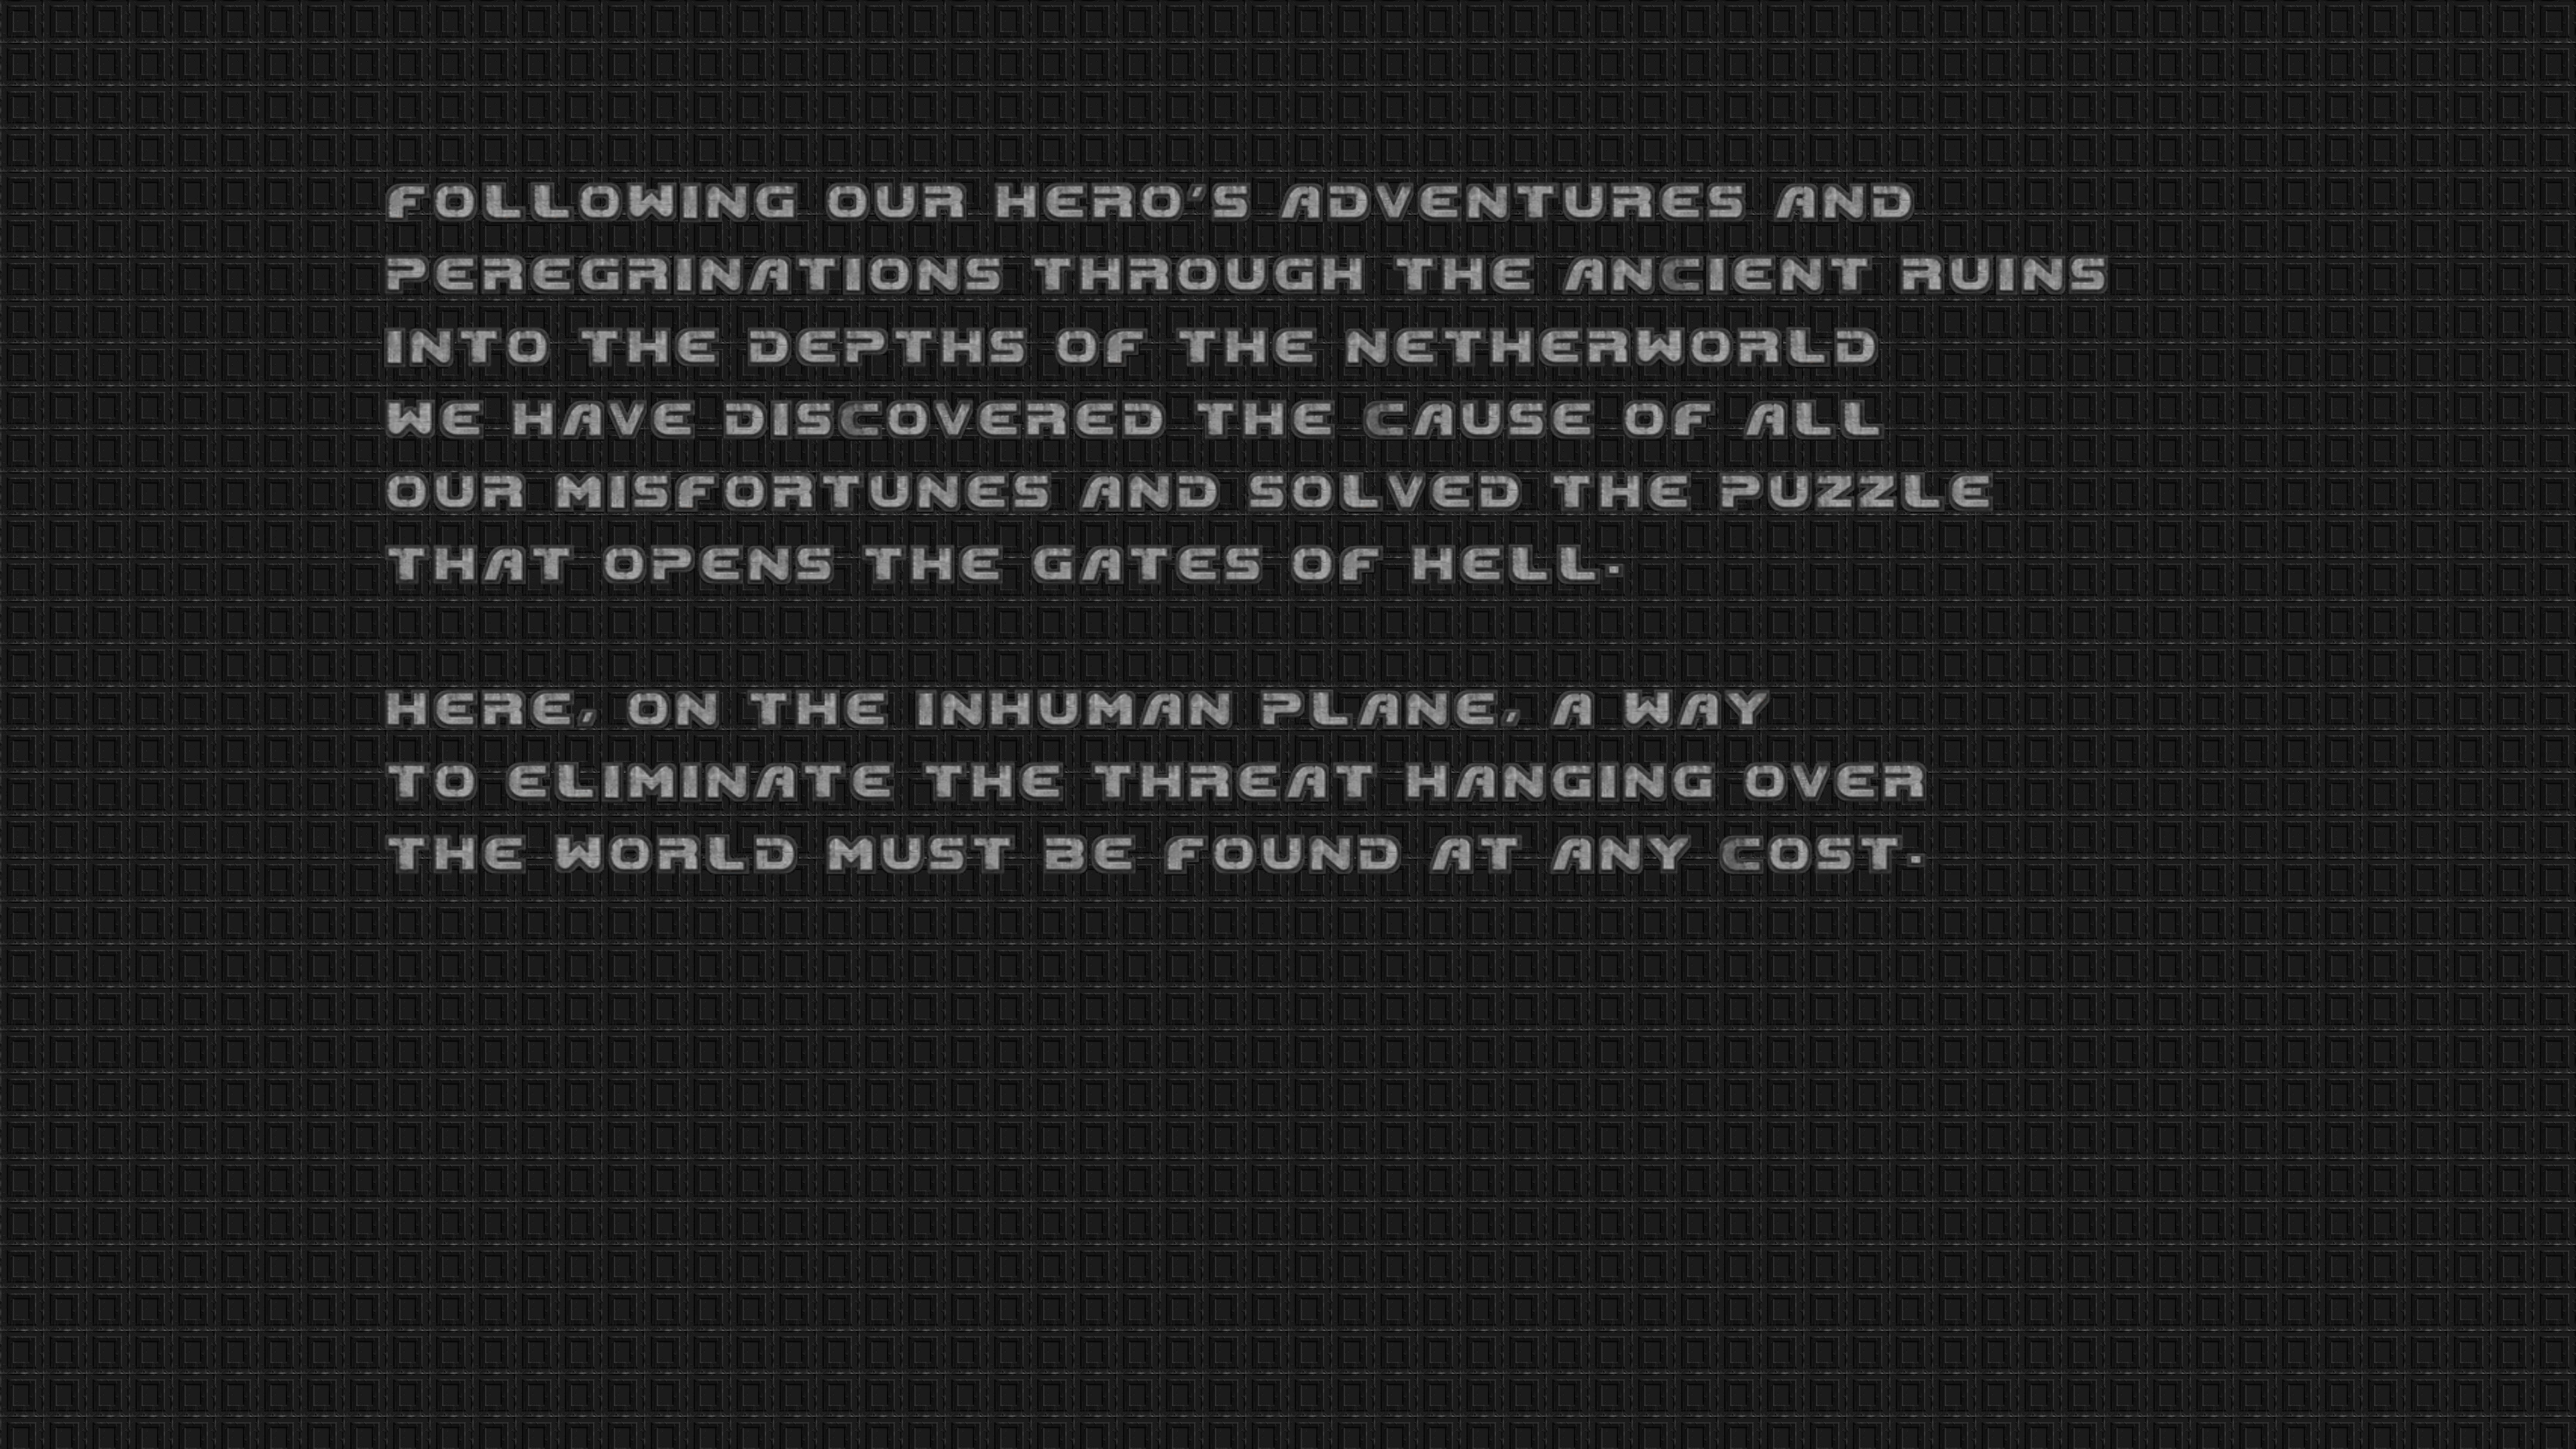 FOLLOWING OUR HERO'S ADVENTURES AND
PEREGRINATIONS THROUGH THE ANCIENT RUINS
INTO THE DEPTHS OF THE NETHERWORLD
WE HAVE DISCOVERED THE CAUSE OF ALL
OUR MISFORTUNES AND SOLVED THE PUZZLE
THAT OPENS THE GATES OF HELL.
HERE, ON THE INHUMAN PLANE, A WAY
TO ELIMINATE THE THREAT HANGING OVER
THE WORLD MUST BE FOUND AT ANY COST.